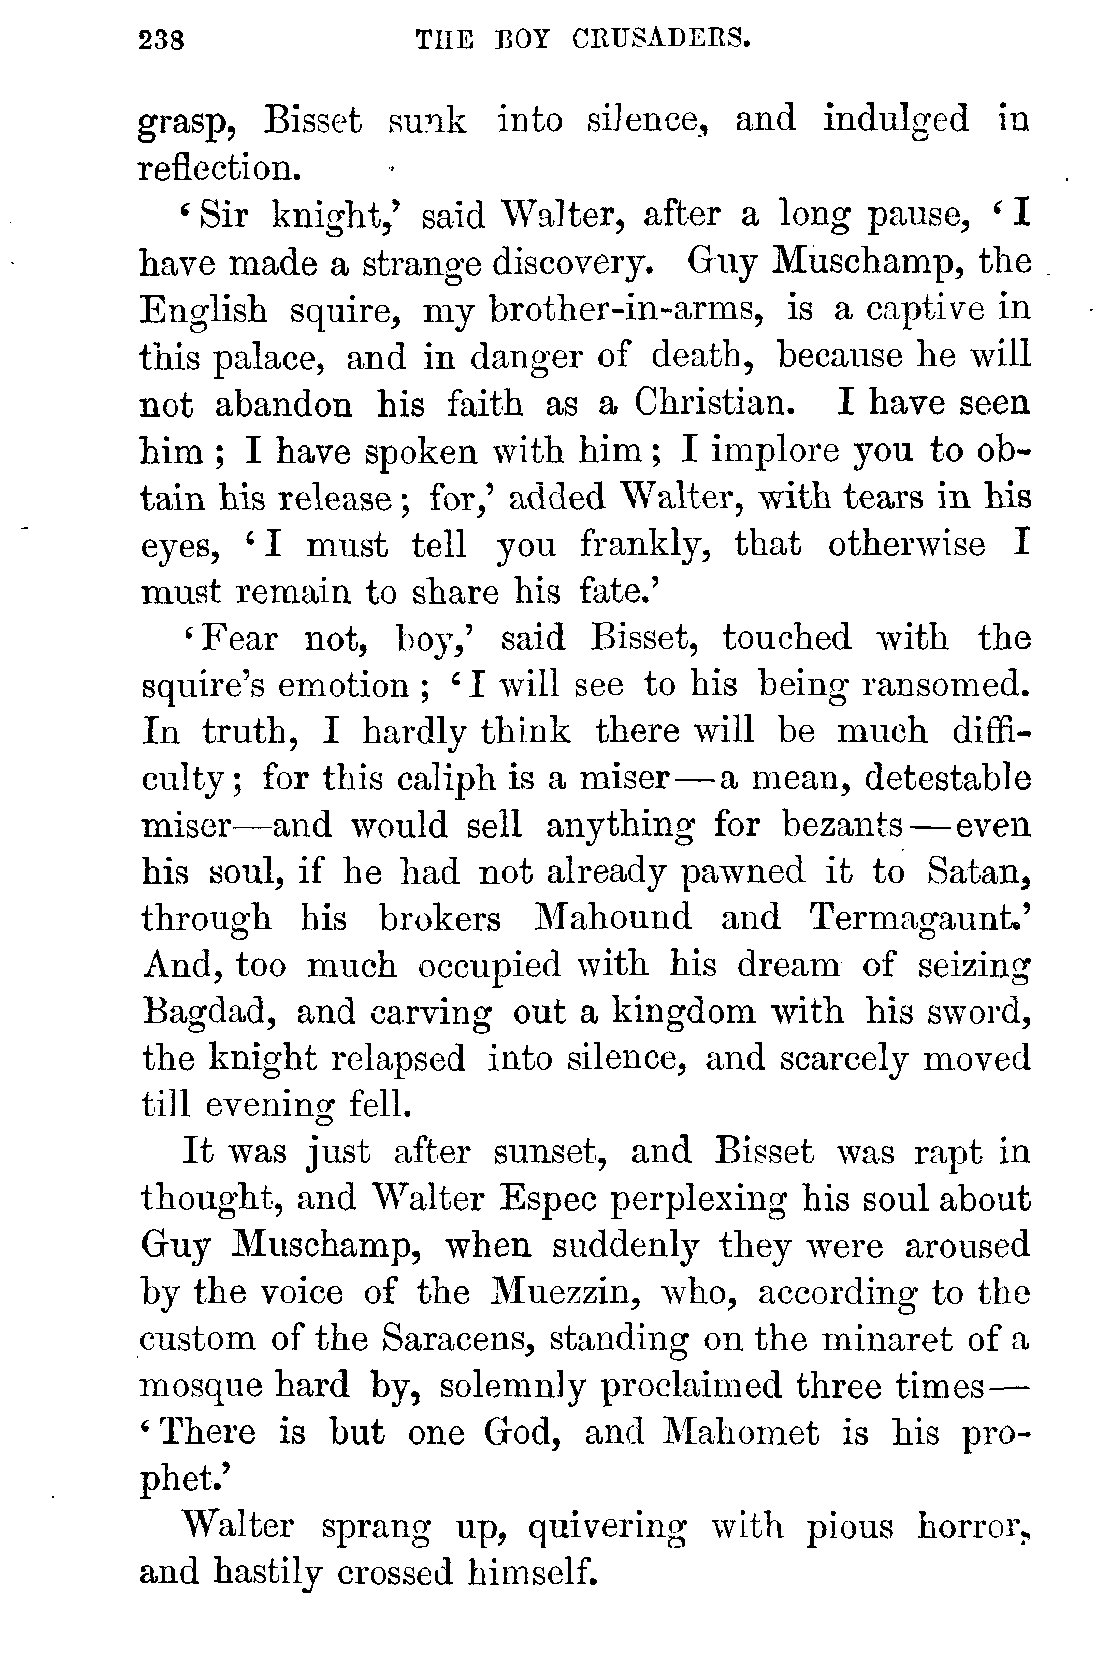 238 THE BOY CRUSADERS.
grasp, Bisset sunk into silence, and indulged in
reflection.
‘ Sir knight,’ said Walter, after a long pause, ‘ I
have made a strange discovery. Guy Muschamp, the
English squire, my brother-in-arms, is a captive in
this palace, and in danger of death, because he will
not abandon his faith as a Christian. I have seen
him ; I have spoken with him ; I implore you to ob-
tain his release ; for,’ added Walter, with tears in his
eyes, ‘ I must tell you frankly, that otherwise I
must remain to share his fate.’
‘ Fear not, boy,’ said Bisset, touched with the
squire’s emotion ; ‘ I will see to his being ransomed.
In truth, I hardly think there will be much diffi-
culty ; for this caliph is a miser—a mean, detestable
miser—and would sell anything for bezants—even
his soul, if he had not already pawned it to Satan,
through his brokers Mahound and Termagaunt.’
And, too much occupied with his dream of seizing
Bagdad, and carving out a kingdom with his sword,
the knight relapsed into silence, and scarcely moved
till evening fell.
It was just after sunset, and Bisset was rapt in
thought, and Walter Espec perplexing his soul about
Guy Muschamp, when suddenly they were aroused
by the voice of the Muezzin, who, according to the
custom of the Saracens, standing on the minaret of a
mosque hard by, solemnly proclaimed three times—
‘ There is but one God, and Mahomet is his pro-
phet.’
Walter sprang up, quivering with pious horror,
and hastily crossed himself.